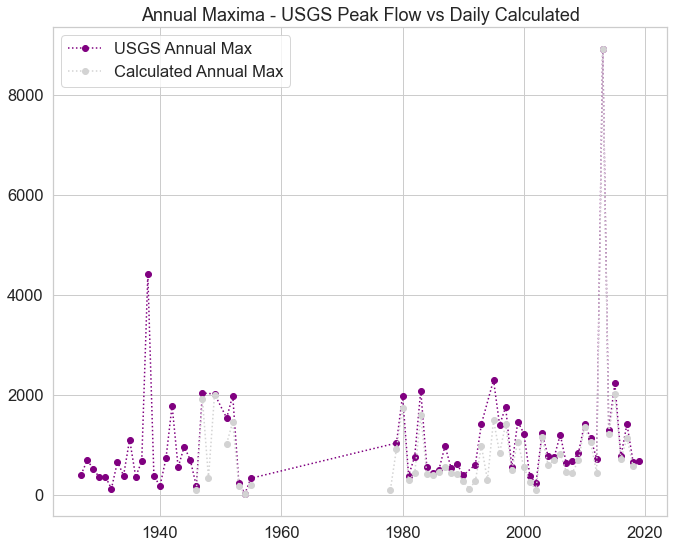 Annual Maxima - USGS Peak Flow vs Daily Calculated
USGS Annual Max
Calculated Annual Max
8000
6000
4000
2000
0
1940 1960 1980 2000 2020